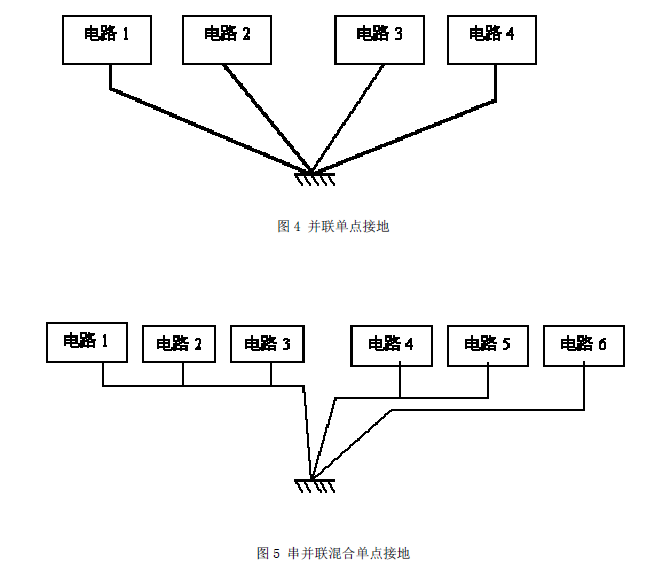 电路 1 电路 2 电路 3 电路 4
图 4 并联单点接地
电路 1 电路 2 电路 3 电路 4 电路 5 电路 6
图 5 串并联混合单点接地